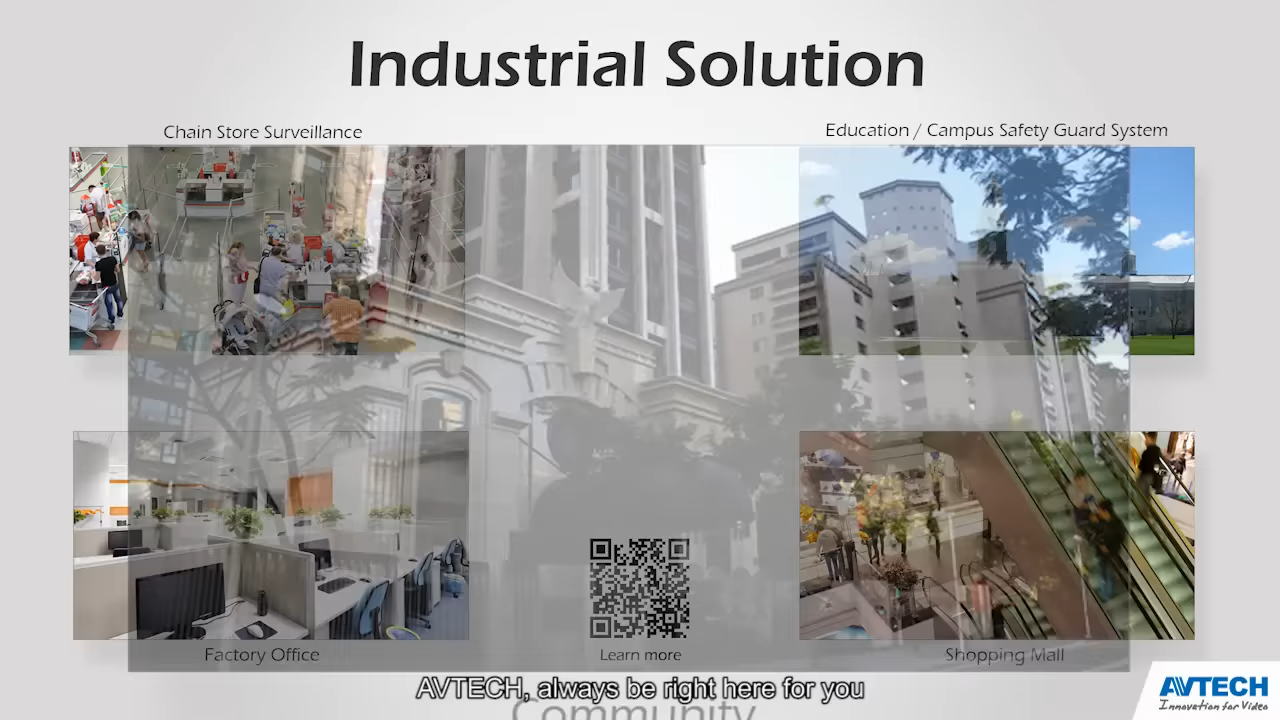 Industrial Solution
Chain Store Surveillance
Education / Campus Safety Guard System
Factory Office
Learn more
Shopping Mall
AVTECH, always be right here for you
Community
AVTECH
Innovation for Video